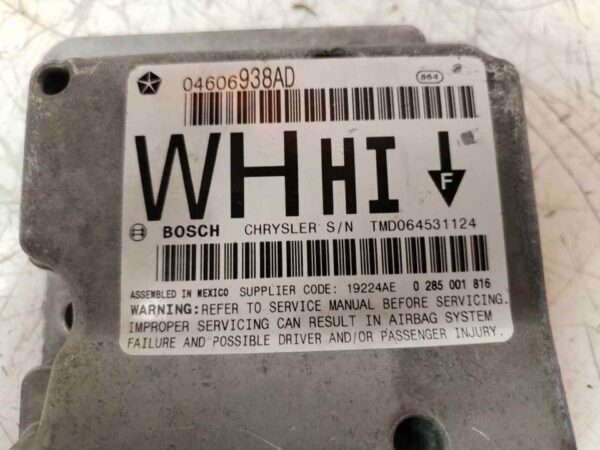 04606938AD 864
WH HI F
BOSCH CHRYSLER S/N TMD064531124
ASSEMBLED IN MEXICO SUPPLIER CODE: 19224AE 0 285 001 816
WARNING: REFER TO SERVICE MANUAL BEFORE SERVICING.
IMPROPER SERVICING CAN RESULT IN AIRBAG SYSTEM
FAILURE AND POSSIBLE DRIVER AND/OR PASSENGER INJURY.